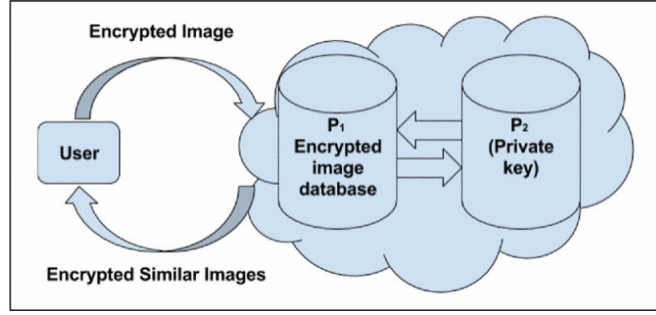 Encrypted Image
User
P₁
Encrypted
image
database
P₂
(Private
key)
Encrypted Similar Images